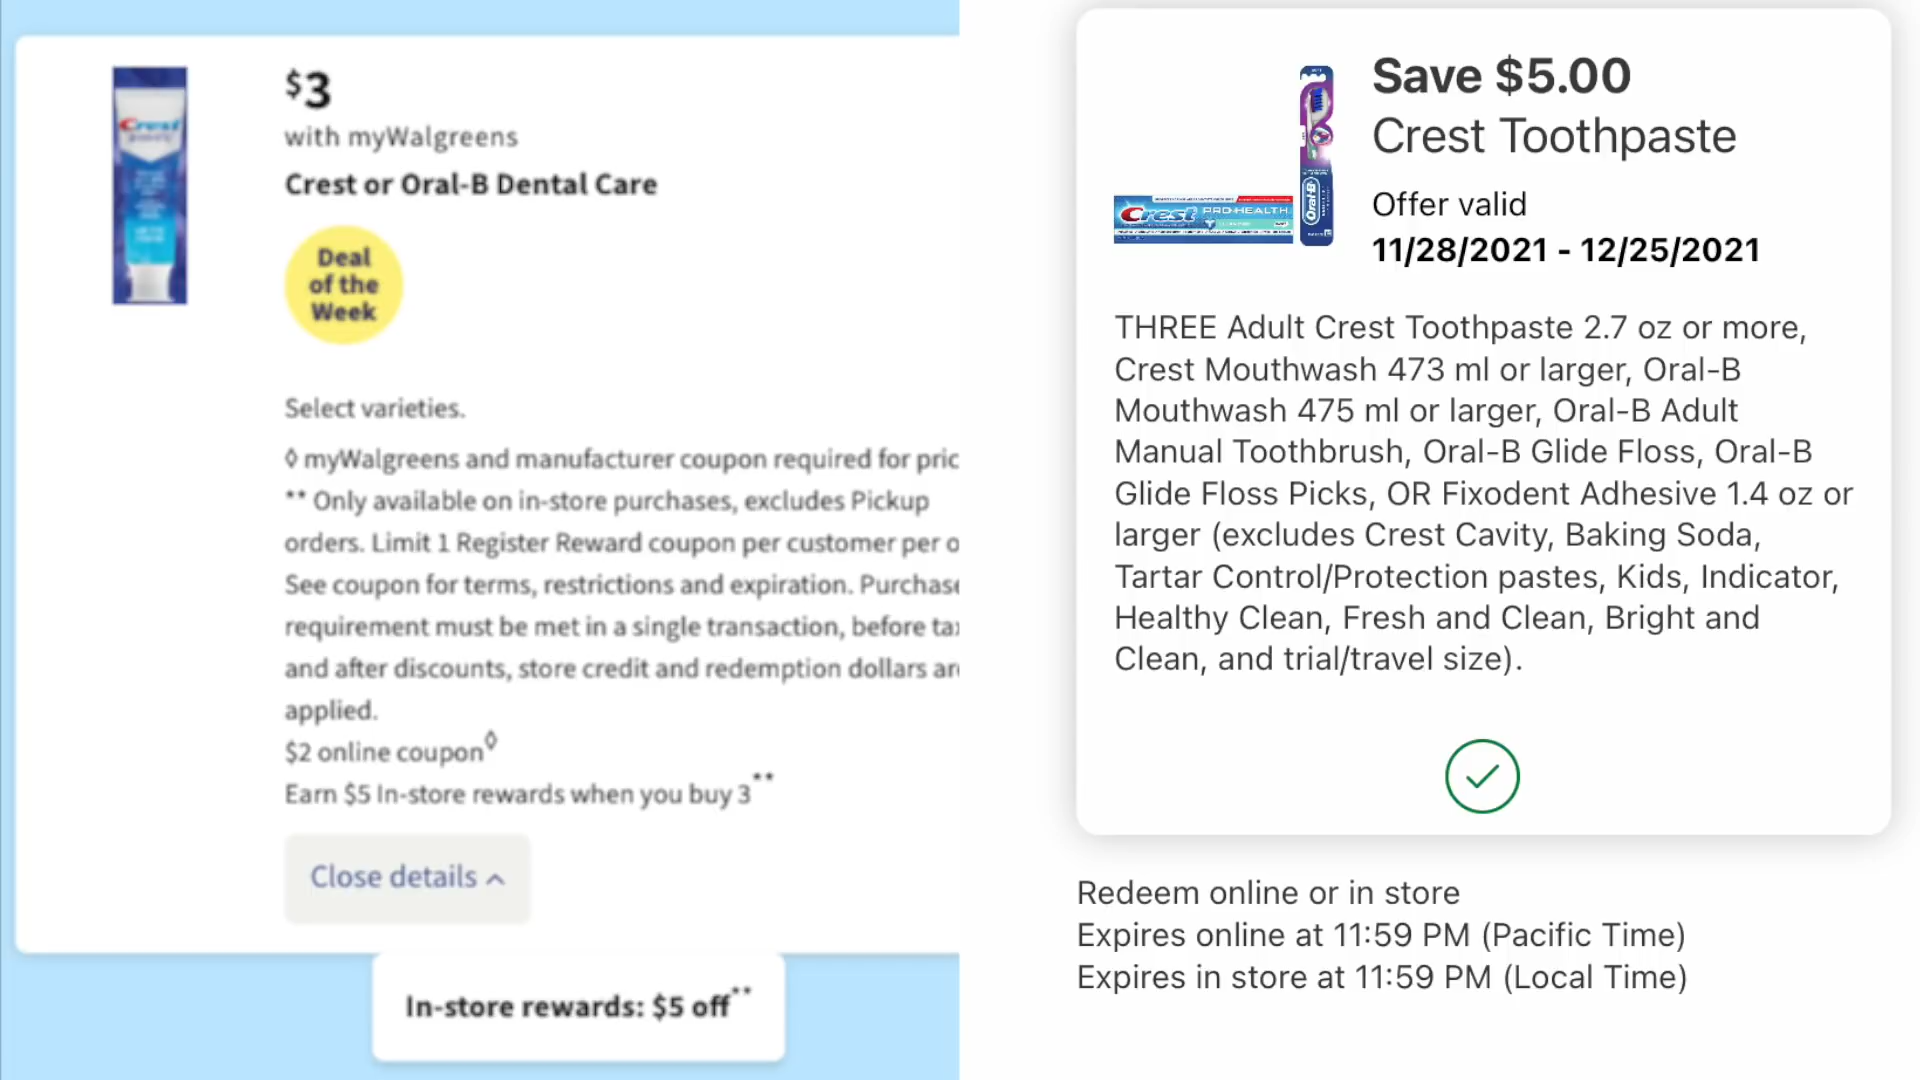 $3
with myWalgreens
Crest or Oral-B Dental Care
Deal
of the
Week
Select varieties.
◊ myWalgreens and manufacturer coupon required for pric
** Only available on in-store purchases, excludes Pickup
orders. Limit 1 Register Reward coupon per customer per o
See coupon for terms, restrictions and expiration. Purchase
requirement must be met in a single transaction, before tax
and after discounts, store credit and redemption dollars are
applied.
$2 online coupon◊
Earn $5 In-store rewards when you buy 3**
Close details
In-store rewards: $5 off**
Crest
Save $5.00
Crest Toothpaste
Offer valid
11/28/2021 - 12/25/2021
Crest PRO-HEALTH
Oral-B
THREE Adult Crest Toothpaste 2.7 oz or more,
Crest Mouthwash 473 ml or larger, Oral-B
Mouthwash 475 ml or larger, Oral-B Adult
Manual Toothbrush, Oral-B Glide Floss, Oral-B
Glide Floss Picks, OR Fixodent Adhesive 1.4 oz or
larger (excludes Crest Cavity, Baking Soda,
Tartar Control/Protection pastes, Kids, Indicator,
Healthy Clean, Fresh and Clean, Bright and
Clean, and trial/travel size).
Redeem online or in store
Expires online at 11:59 PM (Pacific Time)
Expires in store at 11:59 PM (Local Time)